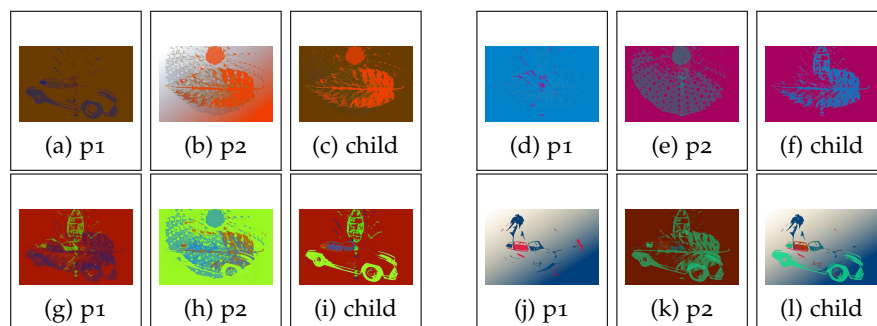 (a) p1 (b) p2 (c) child (d) p1 (e) p2 (f) child
(g) p1 (h) p2 (i) child (j) p1 (k) p2 (l) child